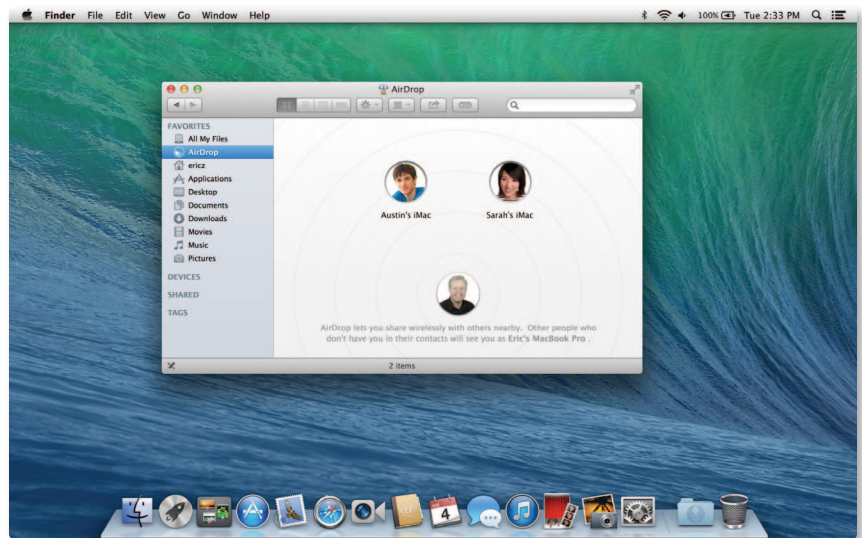 Finder File Edit View Go Window Help 100% Tue 2:33 PM
AirDrop
FAVORITES
All My Files
AirDrop
ericz
Applications
Desktop
Documents
Downloads
Movies
Music
Pictures
DEVICES
SHARED
TAGS
Austin's iMac Sarah's iMac
AirDrop lets you share wirelessly with others nearby. Other people who
don't have you in their contacts will see you as Eric's MacBook Pro .
2 items
4